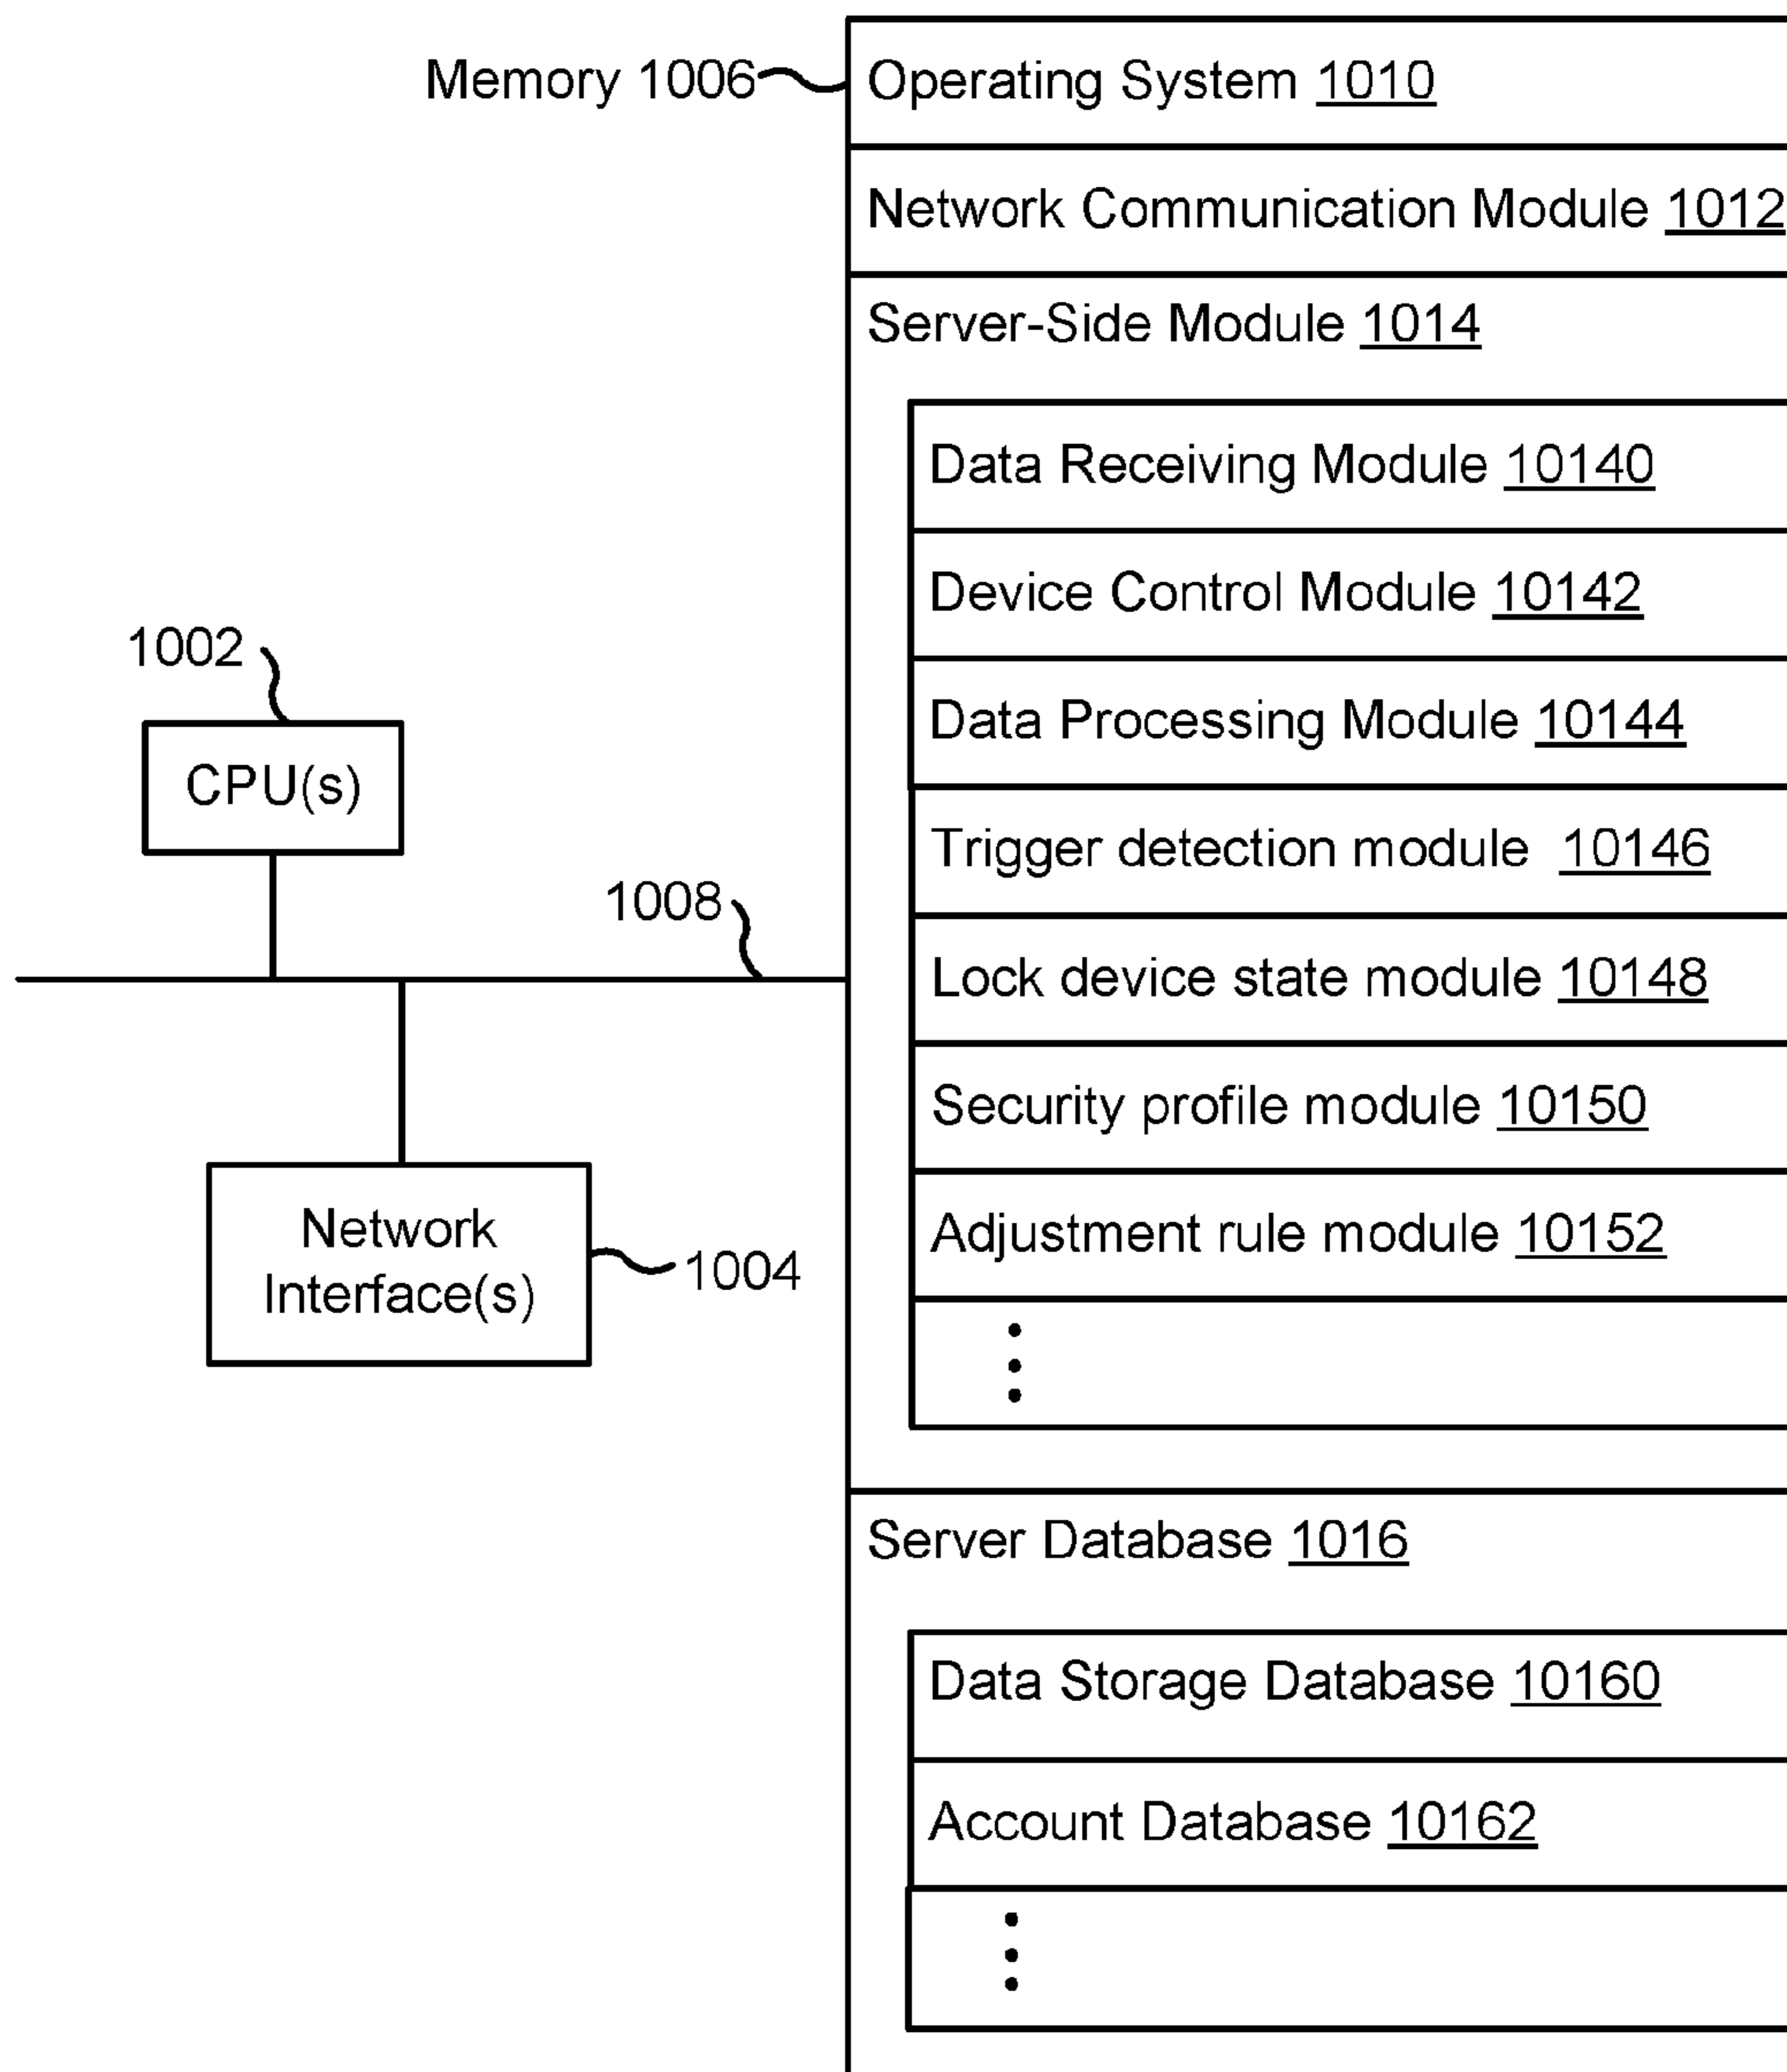 Memory 1006
Operating System 1010
Network Communication Module 1012
Server-Side Module 1014
Data Receiving Module 10140
Device Control Module 10142
Data Processing Module 10144
Trigger detection module 10146
Lock device state module 10148
Security profile module 10150
Adjustment rule module 10152
Server Database 1016
Data Storage Database 10160
Account Database 10162
1002
CPU(s)
1008
Network
Interface(s)
1004